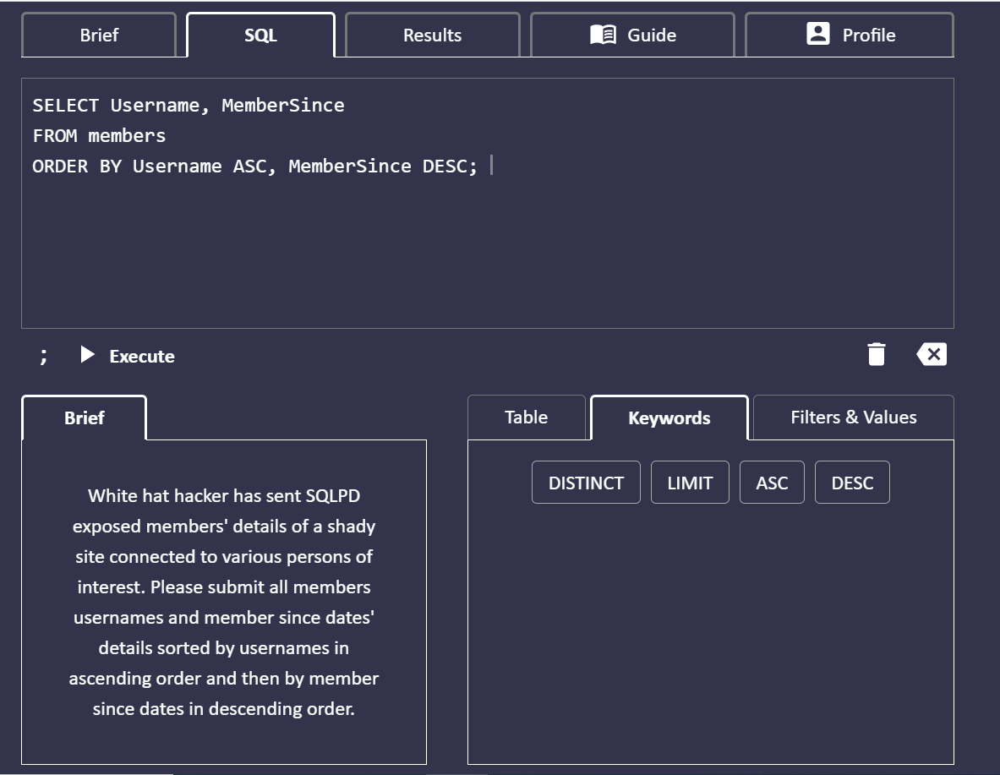 Brief
SQL
Results
Guide
Profile
SELECT Username, MemberSince
FROM members
ORDER BY Username ASC, MemberSince DESC;
; Execute
Brief
White hat hacker has sent SQLPD
exposed members' details of a shady
site connected to various persons of
interest. Please submit all members
usernames and member since dates'
details sorted by usernames in
ascending order and then by member
since dates in descending order.
Table
Keywords
Filters & Values
DISTINCT
LIMIT
ASC
DESC